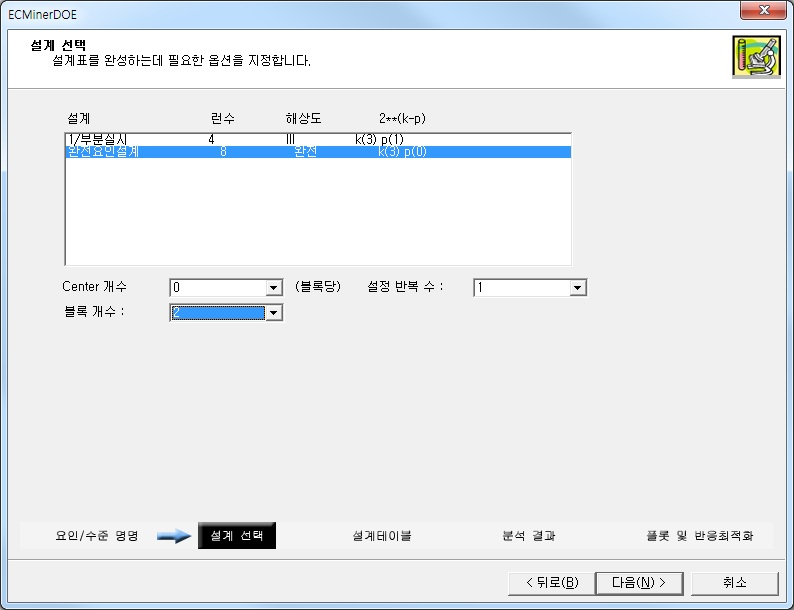 ECMinerDOE
설계 선택
설계표를 완성하는데 필요한 옵션을 지정합니다.
설계 런수 해상도 2**(k-p)
1/부분실시 4 III k(3) p(1)
완전요인설계 8 완전 k(3) p(0)
Center 개수 0 (블록당) 설정 반복 수 : 1
블록 개수 : 2
요인/수준 명명 설계 선택 설계테이블 분석 결과 플롯 및 반응최적화
< 뒤로(B) 다음(N) > 취소